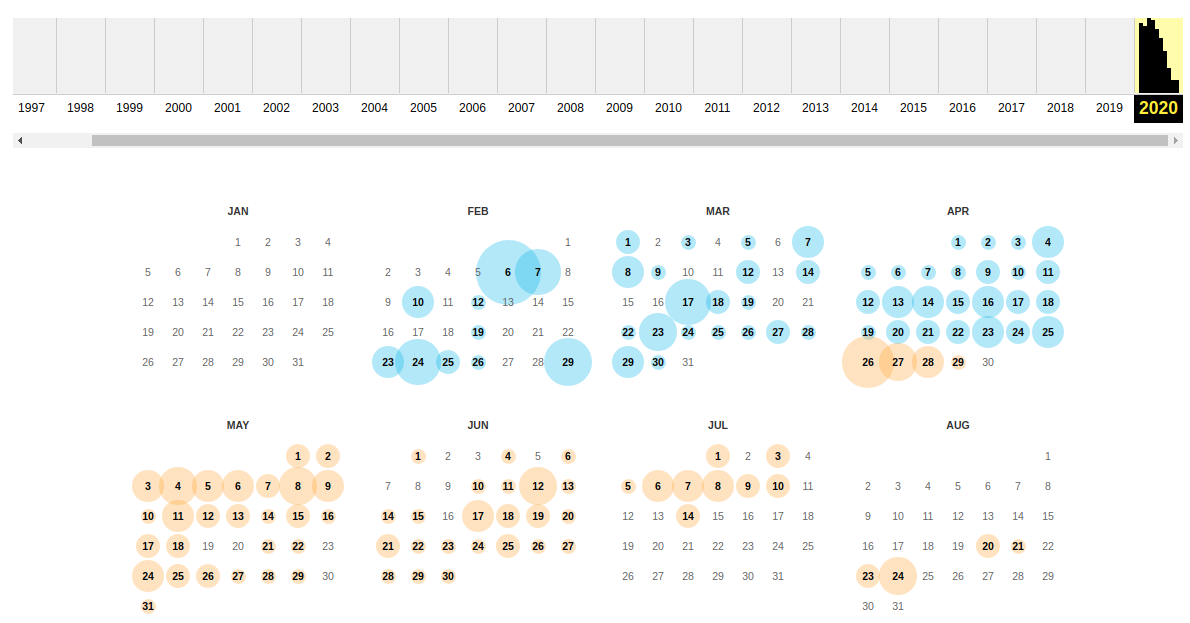 1997 1998 1999 2000 2001 2002 2003 2004 2005 2006 2007 2008 2009 2010 2011 2012 2013 2014 2015 2016 2017 2018 2019 2020
JAN FEB MAR APR
1 2 3 4 1 1 2 3 4 5 6 7 1 2 3 4
5 6 7 8 9 10 11 2 3 4 5 6 7 8 8 9 10 11 12 13 14 5 6 7 8 9 10 11
12 13 14 15 16 17 18 9 10 11 12 13 14 15 15 16 17 18 19 20 21 12 13 14 15 16 17 18
19 20 21 22 23 24 25 16 17 18 19 20 21 22 22 23 24 25 26 27 28 19 20 21 22 23 24 25
26 27 28 29 30 31 23 24 25 26 27 28 29 29 30 31 26 27 28 29 30
MAY JUN JUL AUG
1 2 1 2 3 4 5 6 1 2 3 4 1
3 4 5 6 7 8 9 7 8 9 10 11 12 13 5 6 7 8 9 10 11 2 3 4 5 6 7 8
10 11 12 13 14 15 16 14 15 16 17 18 19 20 12 13 14 15 16 17 18 9 10 11 12 13 14 15
17 18 19 20 21 22 23 21 22 23 24 25 26 27 19 20 21 22 23 24 25 16 17 18 19 20 21 22
24 25 26 27 28 29 30 28 29 30 26 27 28 29 30 31 23 24 25 26 27 28 29
31 30 31